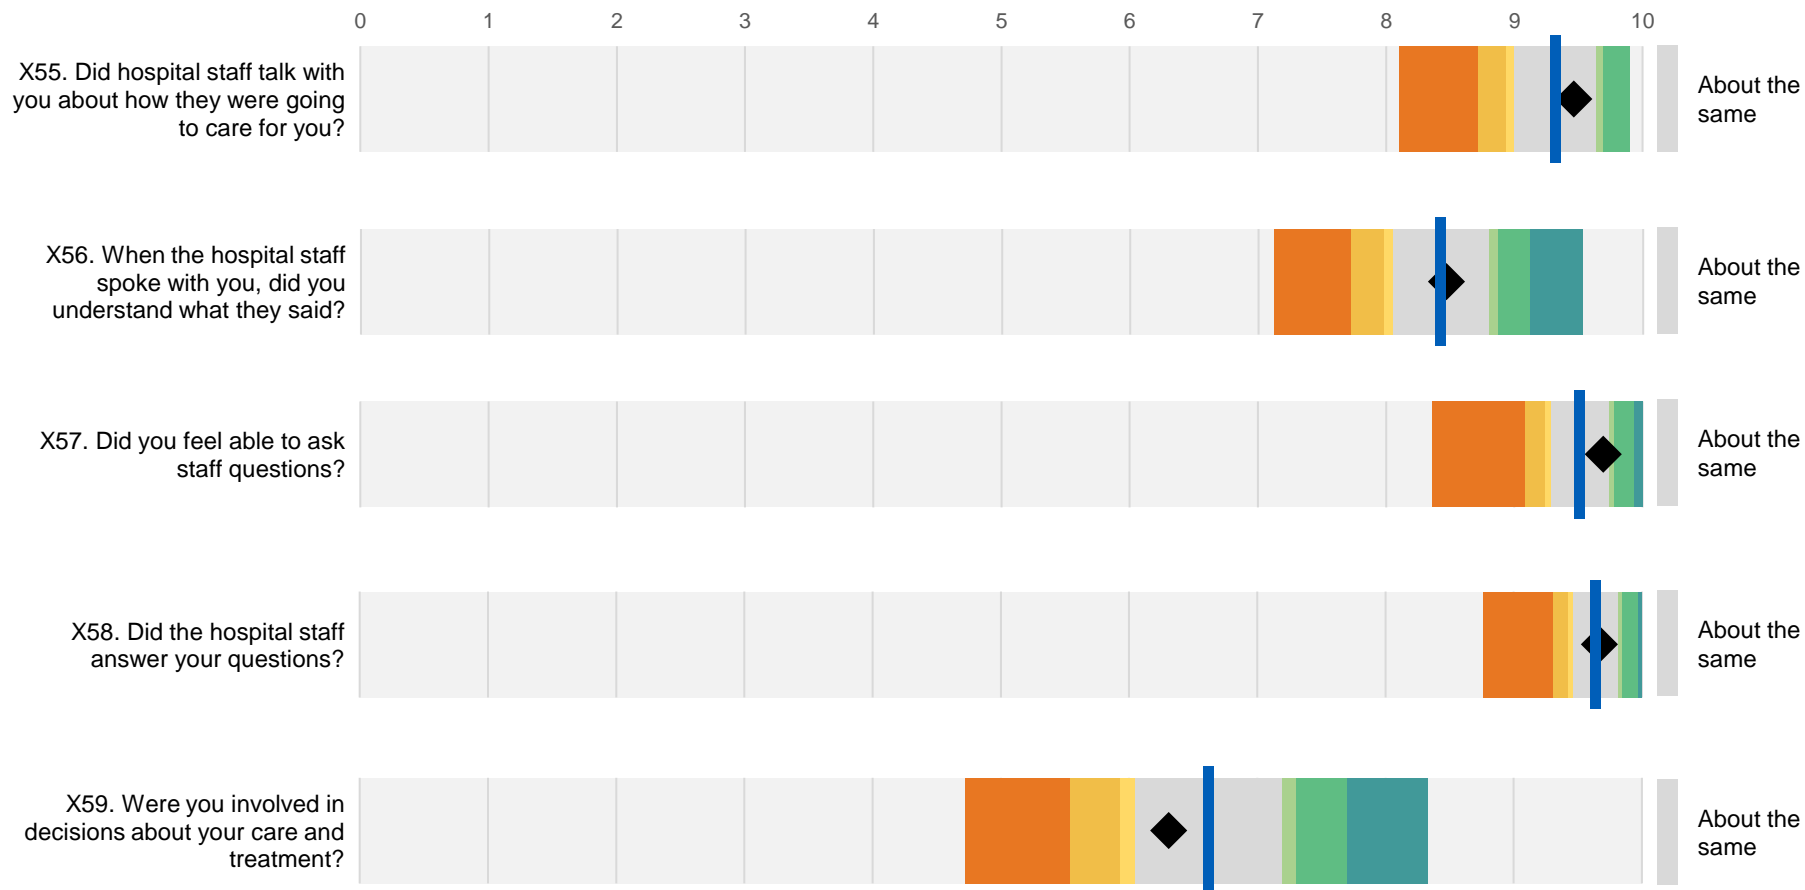 0 1 2 3 4 5 6 7 8 9 10
X55. Did hospital staff talk with
you about how they were going
to care for you?
About the
same
X56. When the hospital staff
spoke with you, did you
understand what they said?
About the
same
X57. Did you feel able to ask
staff questions?
About the
same
X58. Did the hospital staff
answer your questions?
About the
same
X59. Were you involved in
decisions about your care and
treatment?
About the
same